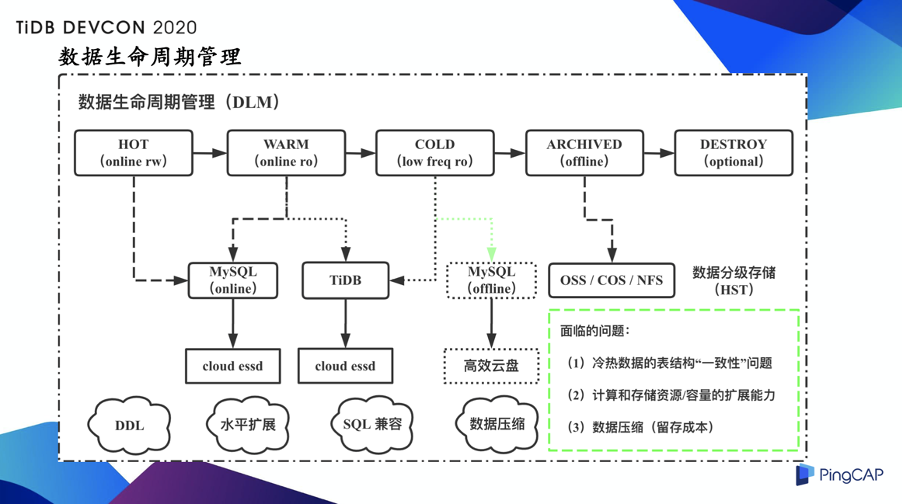 TiDB DEVCON 2020
数据生命周期管理
数据生命周期管理（DLM）
HOT
（online rw）
WARM
（online ro）
COLD
（low freq ro）
ARCHIVED
（offline）
DESTROY
（optional）
MySQL
（online）
TiDB
MySQL
（offline）
OSS / COS / NFS
数据分级存储
（HST）
cloud essd
cloud essd
高效云盘
面临的问题：
（1）冷热数据的表结构“一致性”问题
（2）计算和存储资源/容量的扩展能力
（3）数据压缩（留存成本）
DDL
水平扩展
SQL 兼容
数据压缩
PingCAP